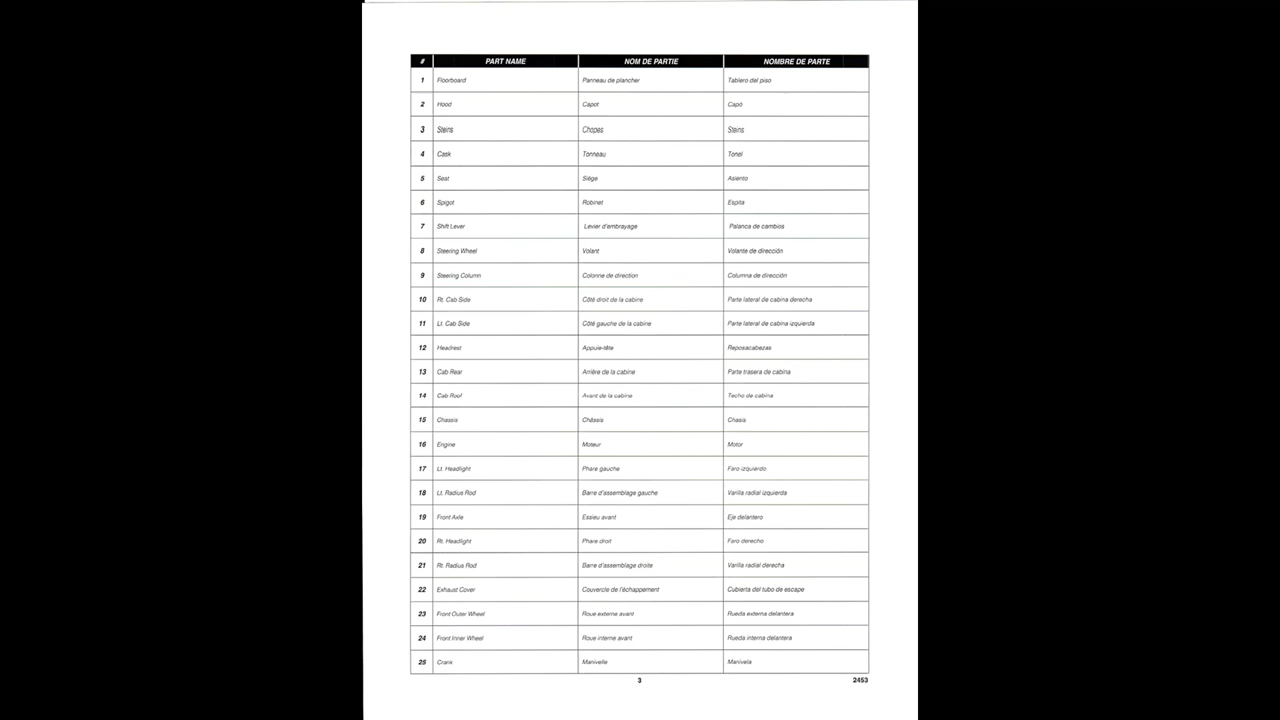 # PART NAME NOM DE PARTIE NOMBRE DE PARTE
1 Floorboard Panneau de plancher Tablero del piso
2 Hood Capot Capó
3 Steins Chopes Steins
4 Cask Tonneau Tonel
5 Seat Siège Asiento
6 Spigot Robinet Espita
7 Shift Lever Levier d'embrayage Palanca de cambios
8 Steering Wheel Volant Volante de dirección
9 Steering Column Colonne de direction Columna de dirección
10 Rt. Cab Side Côté droit de la cabine Parte lateral de cabina derecha
11 Lt. Cab Side Côté gauche de la cabine Parte lateral de cabina izquierda
12 Headrest Appuie-tête Reposacabezas
13 Cab Rear Arrière de la cabine Parte trasera de cabina
14 Cab Roof Avant de la cabine Techo de cabina
15 Chassis Châssis Chasis
16 Engine Moteur Motor
17 Lt. Headlight Phare gauche Faro izquierdo
18 Lt. Radius Rod Barre d'assemblage gauche Varilla radial izquierda
19 Front Axle Essieu avant Eje delantero
20 Rt. Headlight Phare droit Faro derecho
21 Rt. Radius Rod Barre d'assemblage droite Varilla radial derecha
22 Exhaust Cover Couvercle de l'échappement Cubierta del tubo de escape
23 Front Outer Wheel Roue externe avant Rueda externa delantera
24 Front Inner Wheel Roue interne avant Rueda interna delantera
25 Crank Manivelle Manivela
3 2453